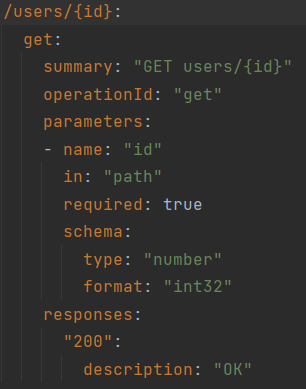 /users/{id}:
  get:
    summary: "GET users/{id}"
    operationId: "get"
    parameters:
    - name: "id"
      in: "path"
      required: true
      schema:
        type: "number"
        format: "int32"
    responses:
      "200":
        description: "OK"